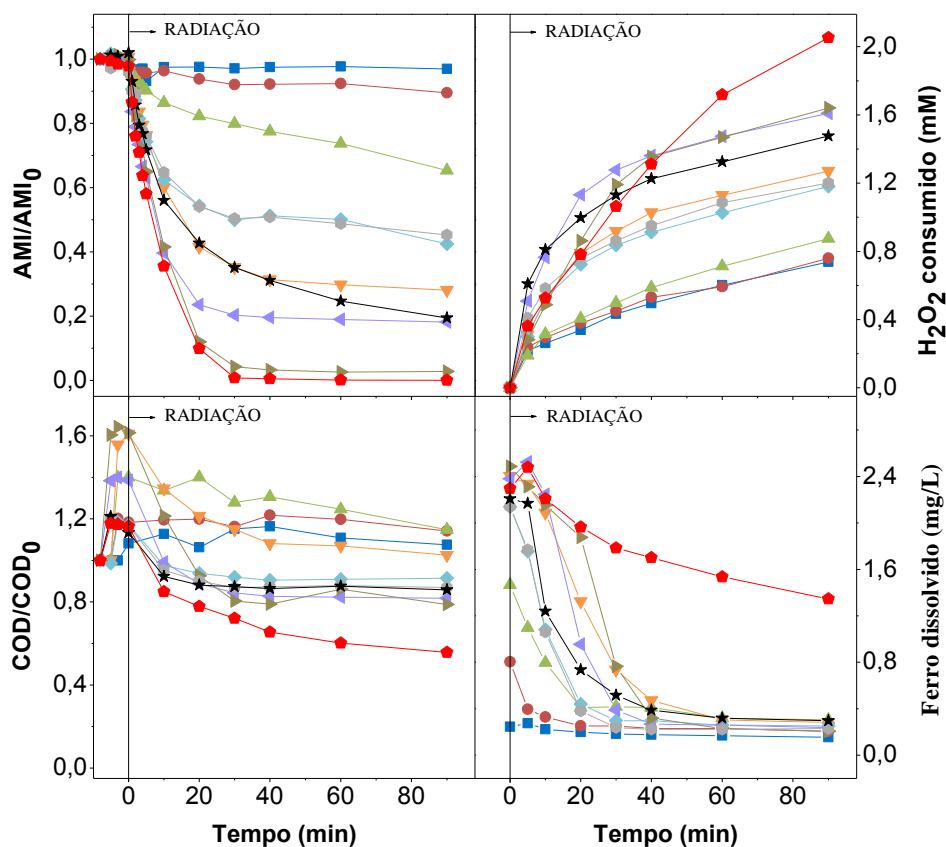 RADIAÇÃO
1,0
0,8
0,6
0,4
0,2
0,0
AMI/AMI0
RADIAÇÃO
2,0
1,6
1,2
0,8
0,4
0,0
H2O2 consumido (mM)
RADIAÇÃO
1,6
1,2
0,8
0,4
0,0
COD/COD0
0 20 40 60 80
Tempo (min)
RADIAÇÃO
2,4
1,6
0,8
0,0
Ferro dissolvido (mg/L)
0 20 40 60 80
Tempo (min)